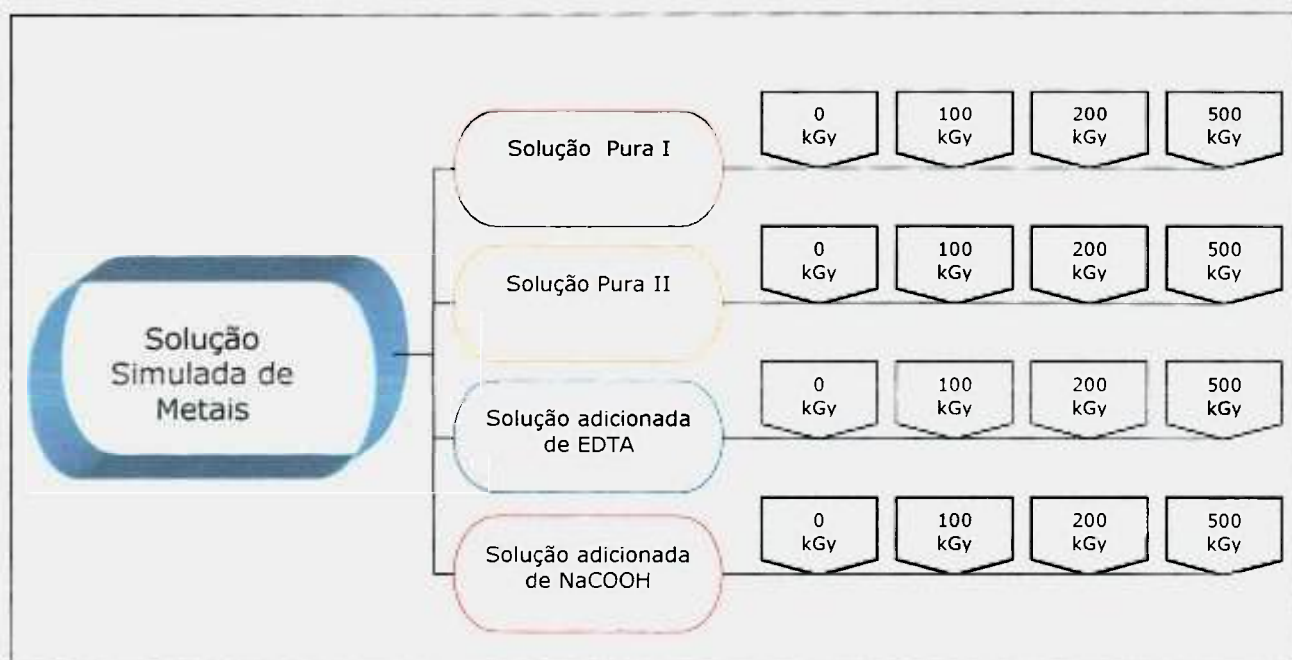 Solução
Simulada de
Metais
Solução Pura I
0
kGy
100
kGy
200
kGy
500
kGy
Solução Pura II
0
kGy
100
kGy
200
kGy
500
kGy
Solução adicionada
de EDTA
0
kGy
100
kGy
200
kGy
500
kGy
Solução adicionada
de NaCOOH
0
kGy
100
kGy
200
kGy
500
kGy